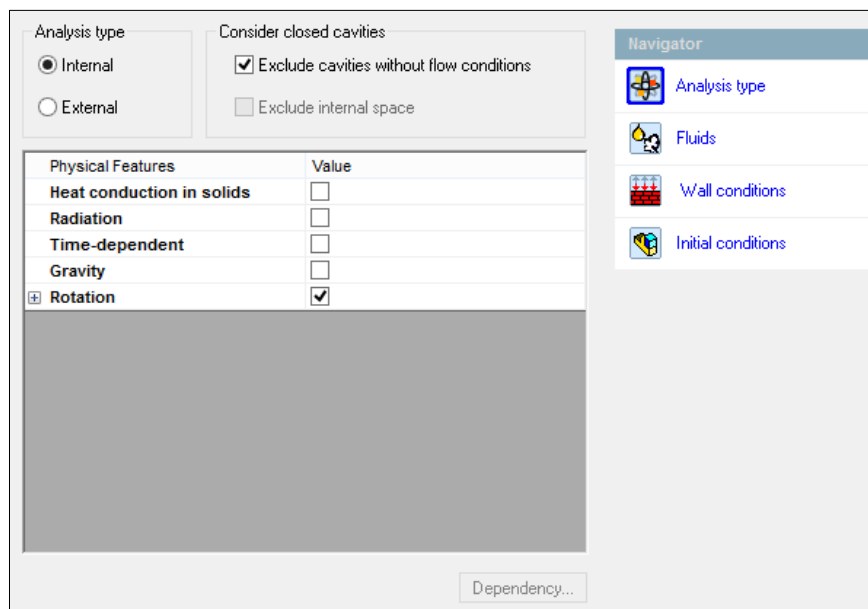 Analysis type
Internal
External
Consider closed cavities
Exclude cavities without flow conditions
Exclude internal space
Physical Features Value
Heat conduction in solids
Radiation
Time-dependent
Gravity
Rotation
Dependency...
Navigator
Analysis type
Fluids
Wall conditions
Initial conditions